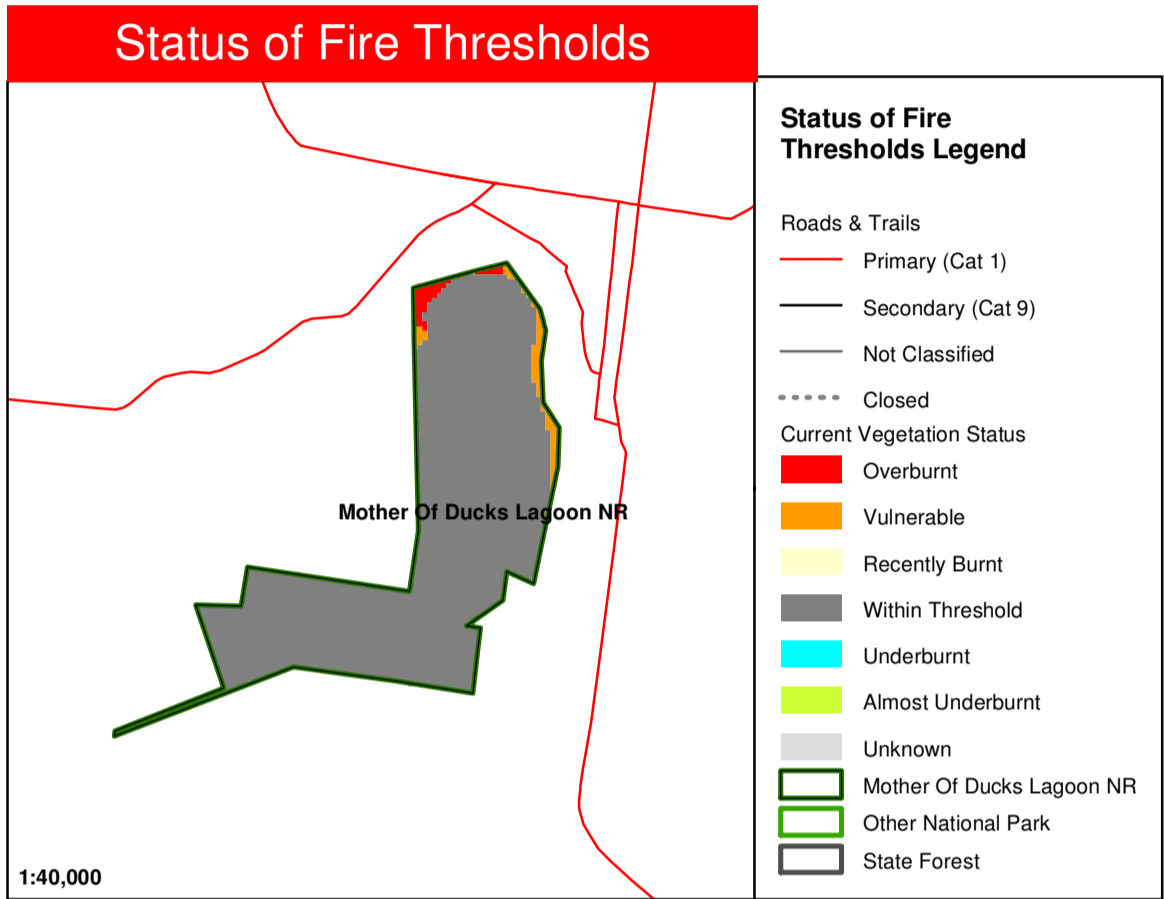 Status of Fire Thresholds
Mother Of Ducks Lagoon NR
1:40,000
Status of Fire
Thresholds Legend
Roads & Trails
Primary (Cat 1)
Secondary (Cat 9)
Not Classified
Closed
Current Vegetation Status
Overburnt
Vulnerable
Recently Burnt
Within Threshold
Underburnt
Almost Underburnt
Unknown
Mother Of Ducks Lagoon NR
Other National Park
State Forest